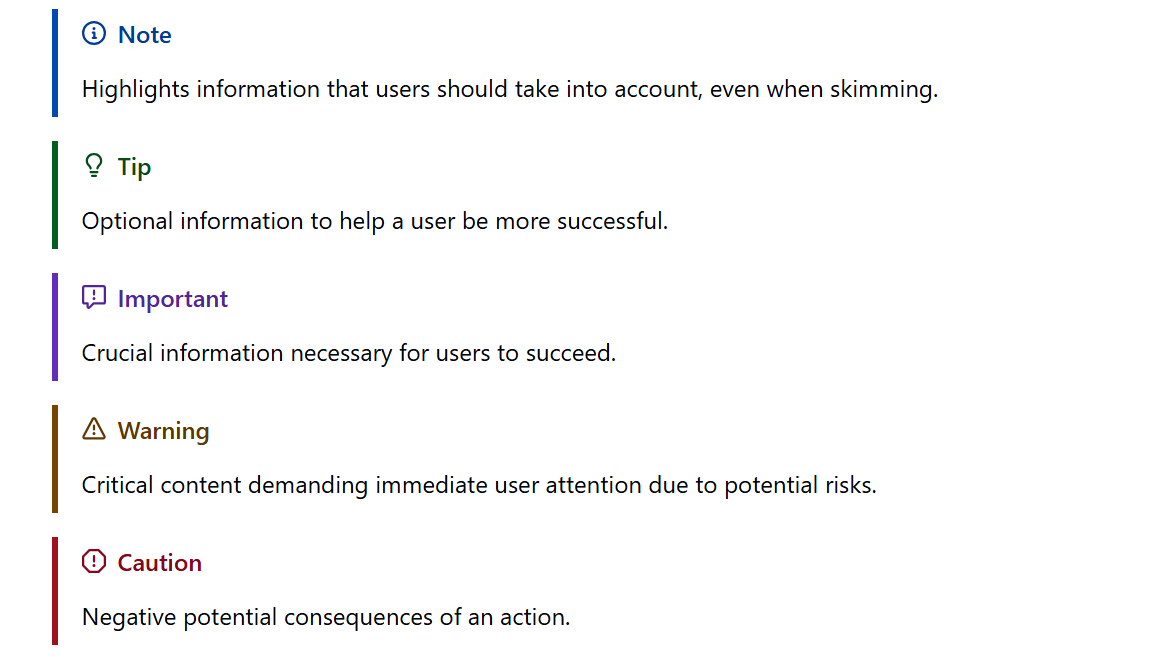 Note
Highlights information that users should take into account, even when skimming.
Tip
Optional information to help a user be more successful.
Important
Crucial information necessary for users to succeed.
Warning
Critical content demanding immediate user attention due to potential risks.
Caution
Negative potential consequences of an action.